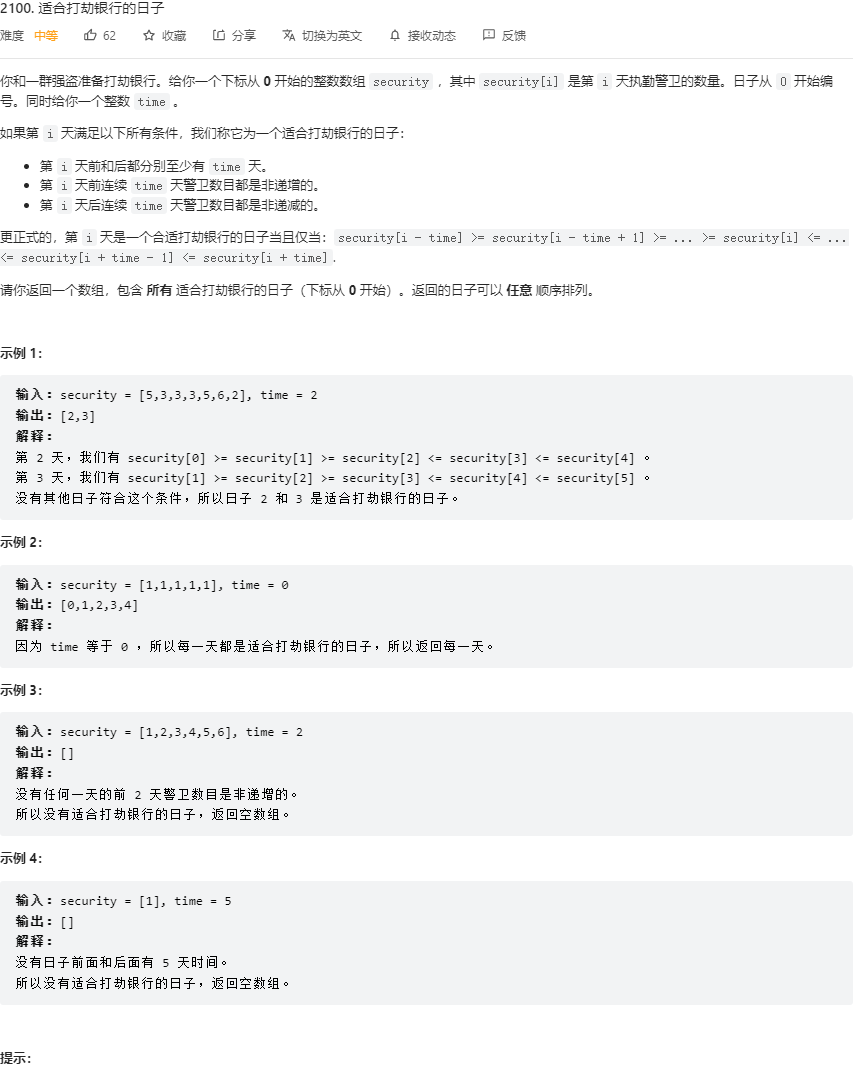 2100. 适合打劫银行的日子
难度 中等 62 收藏 分享 切换为英文 接收动态 反馈
你和一群强盗准备打劫银行。给你一个下标从 0 开始的整数数组 security ，其中 security[i] 是第 i 天执勤警卫的数量。日子从 0 开始编
号。同时给你一个整数 time 。
如果第 i 天满足以下所有条件，我们称它为一个适合打劫银行的日子：
• 第 i 天前和后都分别至少有 time 天。
• 第 i 天前连续 time 天警卫数目都是非递增的。
• 第 i 天后连续 time 天警卫数目都是非递减的。
更正式的，第 i 天是一个合适打劫银行的日子当且仅当：security[i - time] >= security[i - time + 1] >= ... >= security[i] <= ...
<= security[i + time - 1] <= security[i + time].
请你返回一个数组，包含 所有 适合打劫银行的日子（下标从 0 开始）。返回的日子可以 任意 顺序排列。
示例 1：
输入：security = [5,3,3,3,5,6,2], time = 2
输出：[2,3]
解释：
第 2 天，我们有 security[0] >= security[1] >= security[2] <= security[3] <= security[4] 。
第 3 天，我们有 security[1] >= security[2] >= security[3] <= security[4] <= security[5] 。
没有其他日子符合这个条件，所以日子 2 和 3 是适合打劫银行的日子。
示例 2：
输入：security = [1,1,1,1,1], time = 0
输出：[0,1,2,3,4]
解释：
因为 time 等于 0 ，所以每一天都是适合打劫银行的日子，所以返回每一天。
示例 3：
输入：security = [1,2,3,4,5,6], time = 2
输出：[]
解释：
没有任何一天的前 2 天警卫数目是非递增的。
所以没有适合打劫银行的日子，返回空数组。
示例 4：
输入：security = [1], time = 5
输出：[]
解释：
没有日子前面和后面有 5 天时间。
所以没有适合打劫银行的日子，返回空数组。
提示：